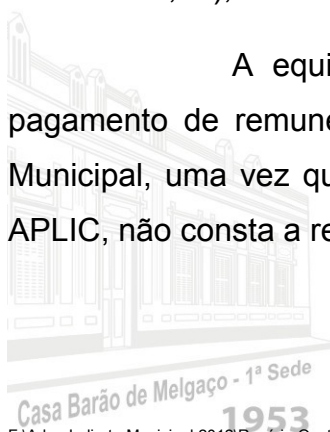 A equi
pagamento de remune
Municipal, uma vez qu
APLIC, não consta a re
Casa Barão de Melgaço - 1ª Sede
1953